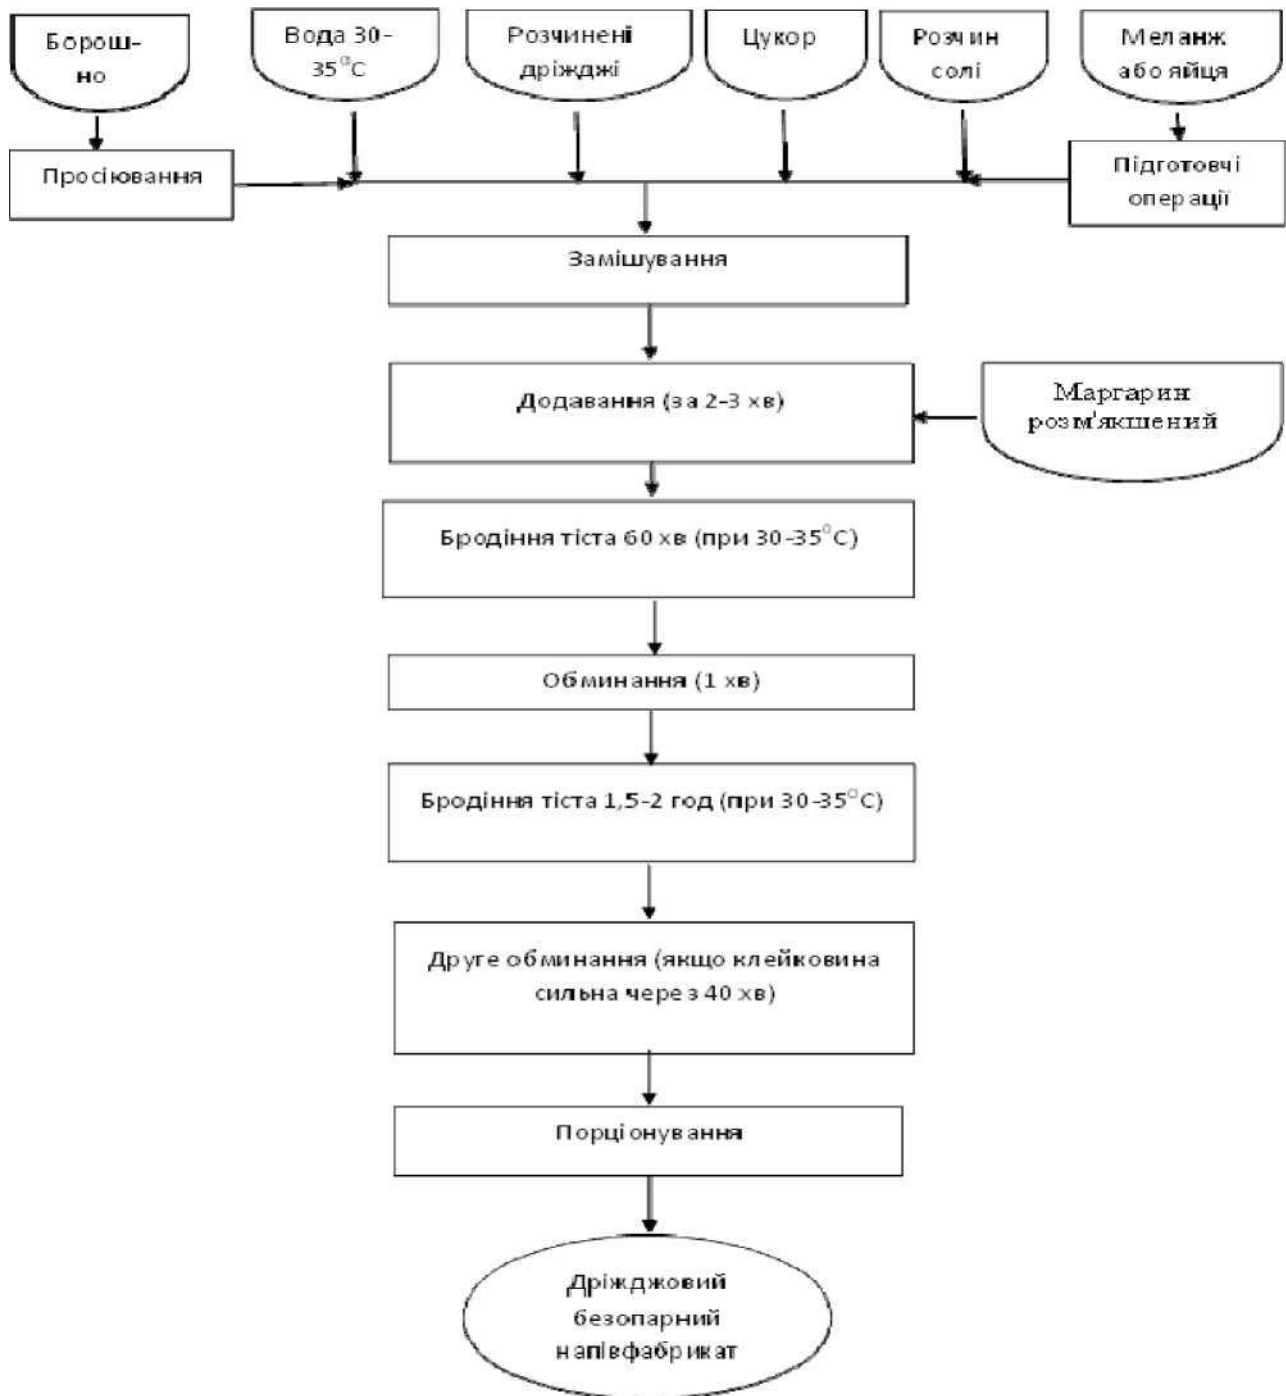 Борош-
но
Вода 30-
35°С
Розчинені
дріжджі
Цукор
Розчин
солі
Меланж
або яйця
Просіювання
Підготовчі
операції
Замішування
Додавання (за 2-3 хв)
Маргарин
розм'якшений
Бродіння тіста 60 хв (при 30-35°С)
Обминання (1 хв)
Бродіння тіста 1,5-2 год (при 30-35°С)
Друге обминання (якщо клейковина
сильна через 40 хв)
Порціонування
Дріжджовий
безопарний
напівфабрикат